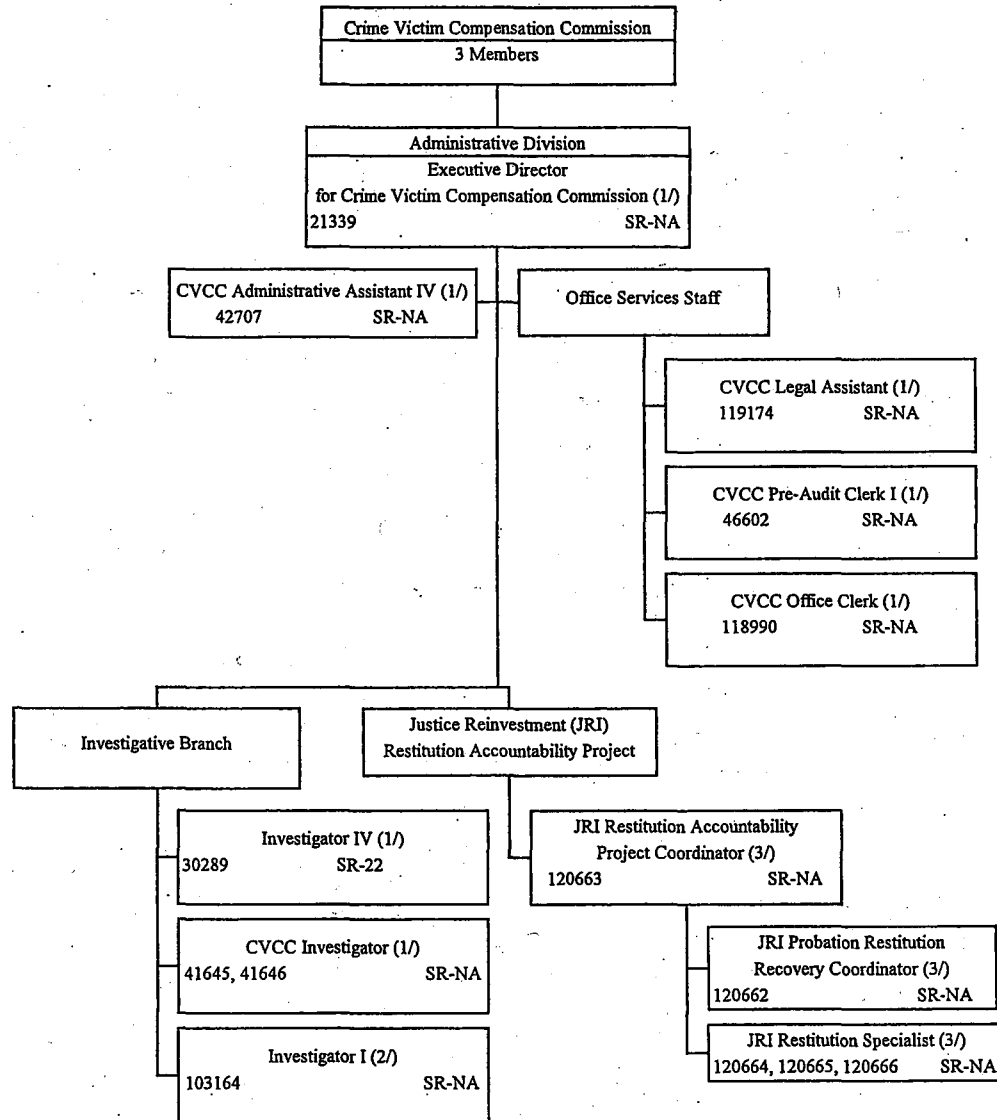 Crime Victim Compensation Commission
3 Members
Administrative Division
Executive Director
for Crime Victim Compensation Commission (1/)
21339 SR-NA
CVCC Administrative Assistant IV (1/)
42707 SR-NA
Office Services Staff
CVCC Legal Assistant (1/)
119174 SR-NA
CVCC Pre-Audit Clerk I (1/)
46602 SR-NA
CVCC Office Clerk (1/)
118990 SR-NA
Investigative Branch
Justice Reinvestment (JRI)
Restitution Accountability Project
Investigator IV (1/)
30289 SR-22
CVCC Investigator (1/)
41645, 41646 SR-NA
Investigator I (2/)
103164 SR-NA
JRI Restitution Accountability
Project Coordinator (3/)
120663 SR-NA
JRI Probation Restitution
Recovery Coordinator (3/)
120662 SR-NA
JRI Restitution Specialist (3/)
120664, 120665, 120666 SR-NA